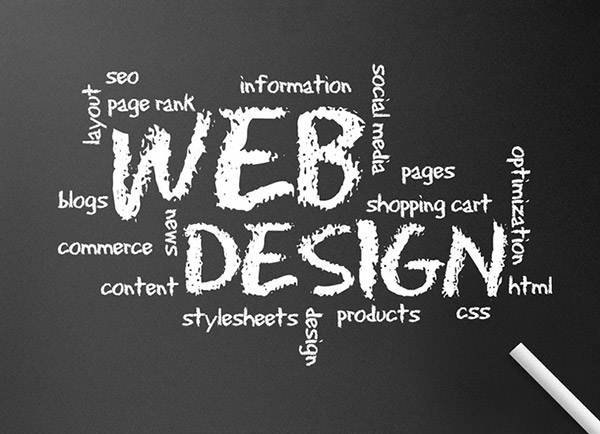 seo
information
social media
layout
page rank
WEB
pages
optimization
blogs
news
shopping cart
commerce
DESIGN
content
html
stylesheets
design
products
css